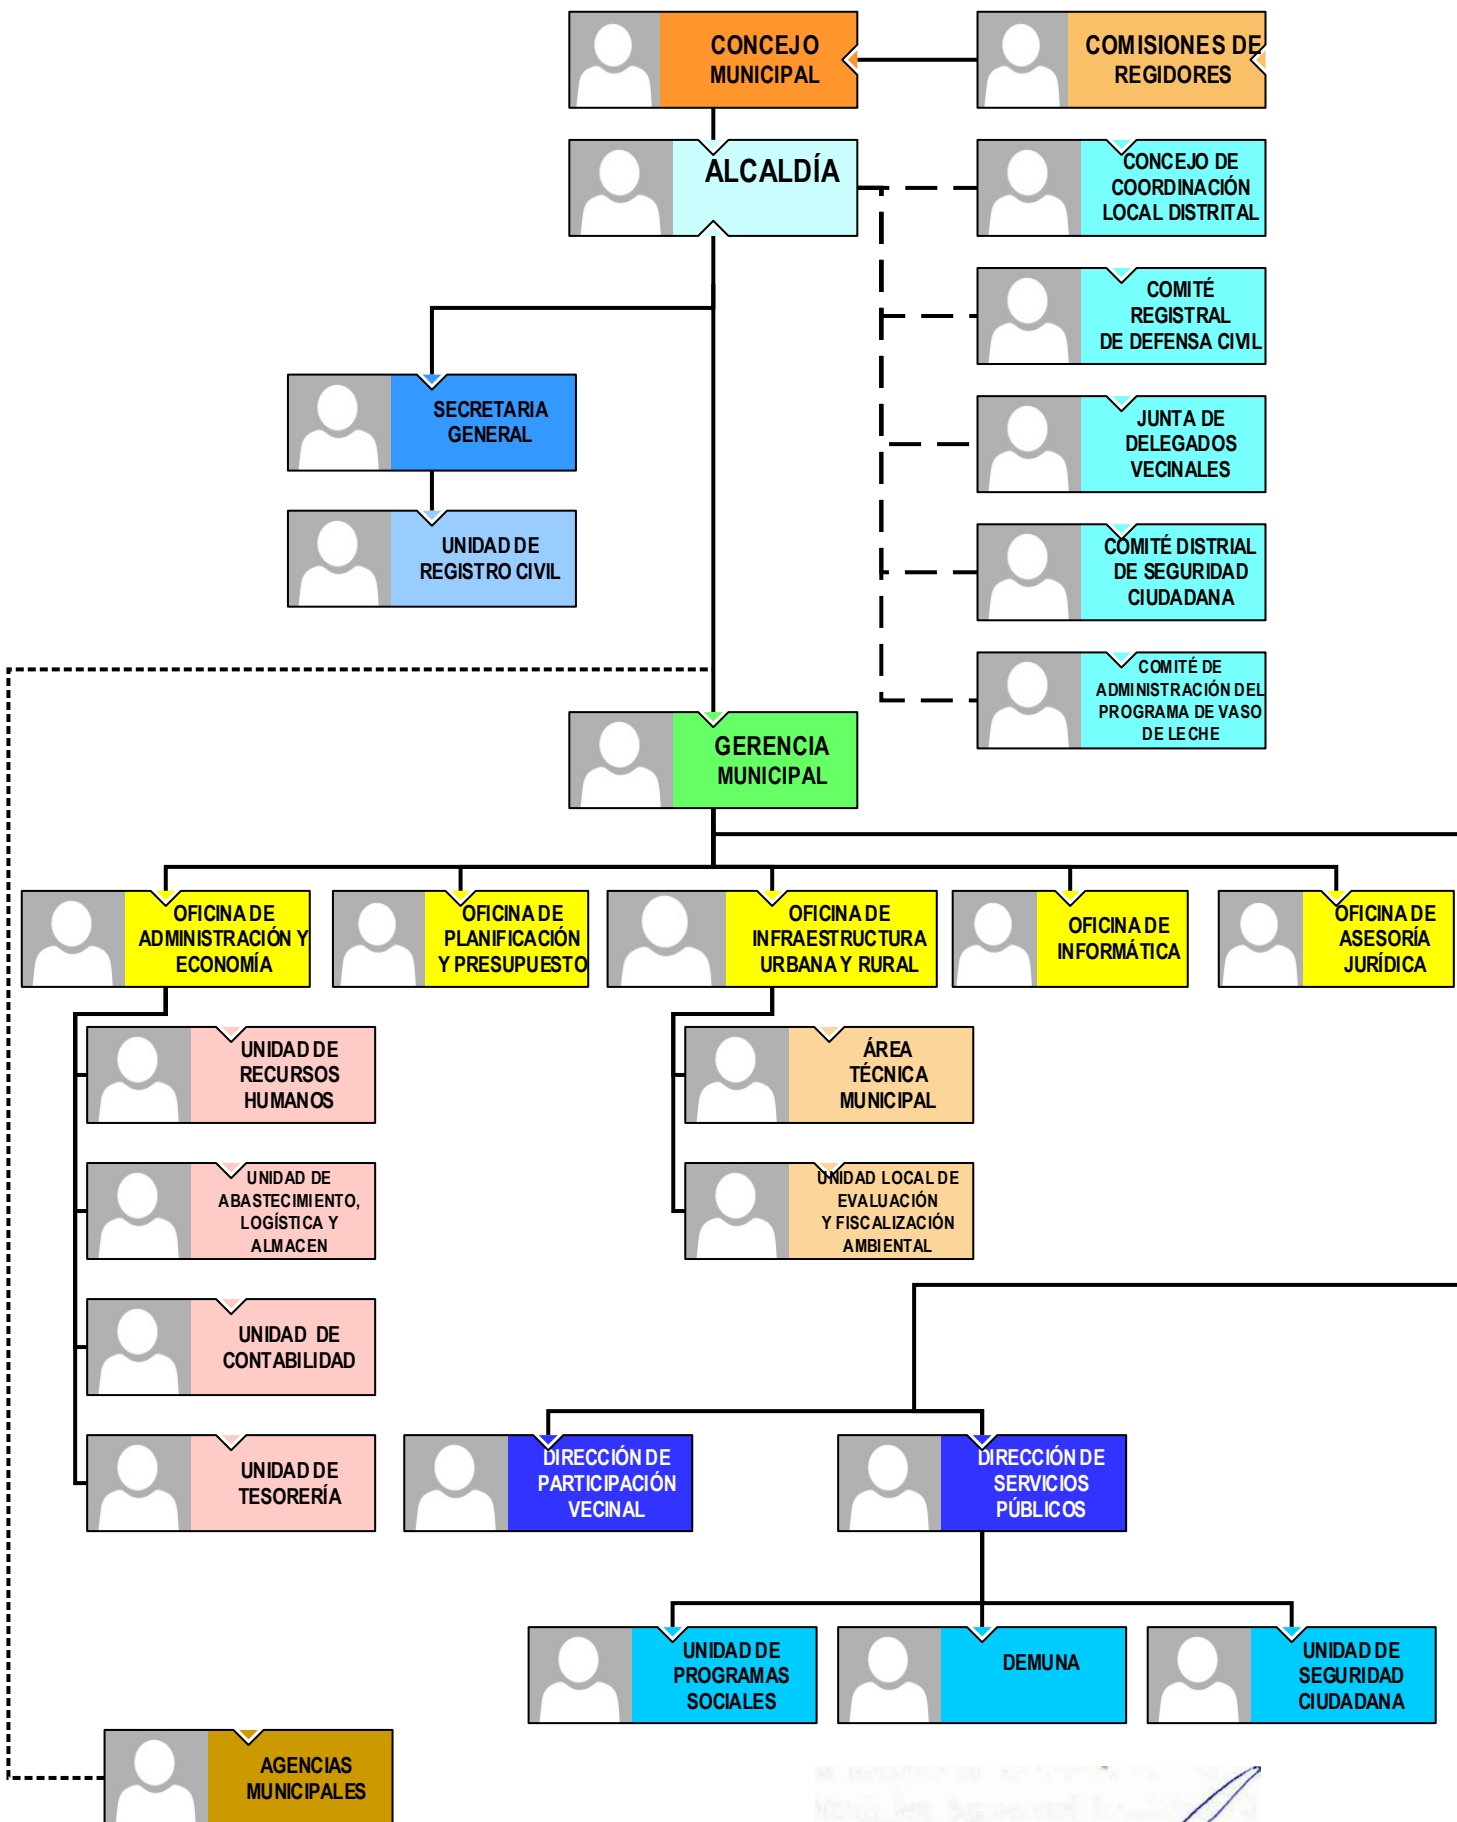 CONCEJO
MUNICIPAL
COMISIONES DE
REGIDORES
ALCALDÍA
CONCEJO DE
COORDINACIÓN
LOCAL DISTRITAL
COMITÉ
REGISTRAL
DE DEFENSA CIVIL
JUNTA DE
DELEGADOS
VECINALES
COMITÉ DISTRIAL
DE SEGURIDAD
CIUDADANA
COMITÉ DE
ADMINISTRACIÓN DEL
PROGRAMA DE VASO
DE LECHE
SECRETARIA
GENERAL
UNIDAD DE
REGISTRO CIVIL
GERENCIA
MUNICIPAL
OFICINA DE
ADMINISTRACIÓN Y
ECONOMÍA
OFICINA DE
PLANIFICACIÓN
Y PRESUPUESTO
OFICINA DE
INFRAESTRUCTURA
URBANA Y RURAL
OFICINA DE
INFORMÁTICA
OFICINA DE
ASESORÍA
JURÍDICA
UNIDAD DE
RECURSOS
HUMANOS
UNIDAD DE
ABASTECIMIENTO,
LOGÍSTICA Y
ALMACEN
UNIDAD DE
CONTABILIDAD
UNIDAD DE
TESORERÍA
ÁREA
TÉCNICA
MUNICIPAL
UNIDAD LOCAL DE
EVALUACIÓN
Y FISCALIZACIÓN
AMBIENTAL
DIRECCIÓN DE
PARTICIPACIÓN
VECINAL
DIRECCIÓN DE
SERVICIOS
PÚBLICOS
UNIDAD DE
PROGRAMAS
SOCIALES
DEMUNA
UNIDAD DE
SEGURIDAD
CIUDADANA
AGENCIAS
MUNICIPALES